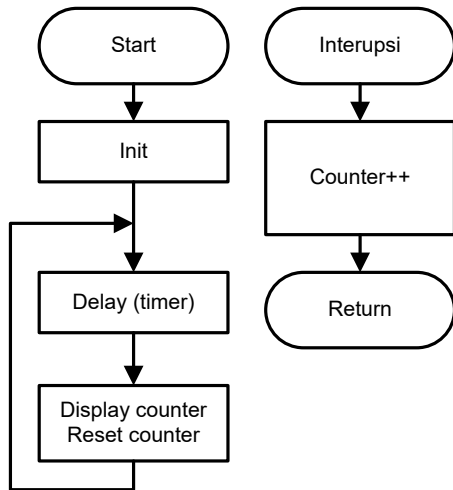 Start
Init
Delay (timer)
Display counter
Reset counter
Interupsi
Counter++
Return